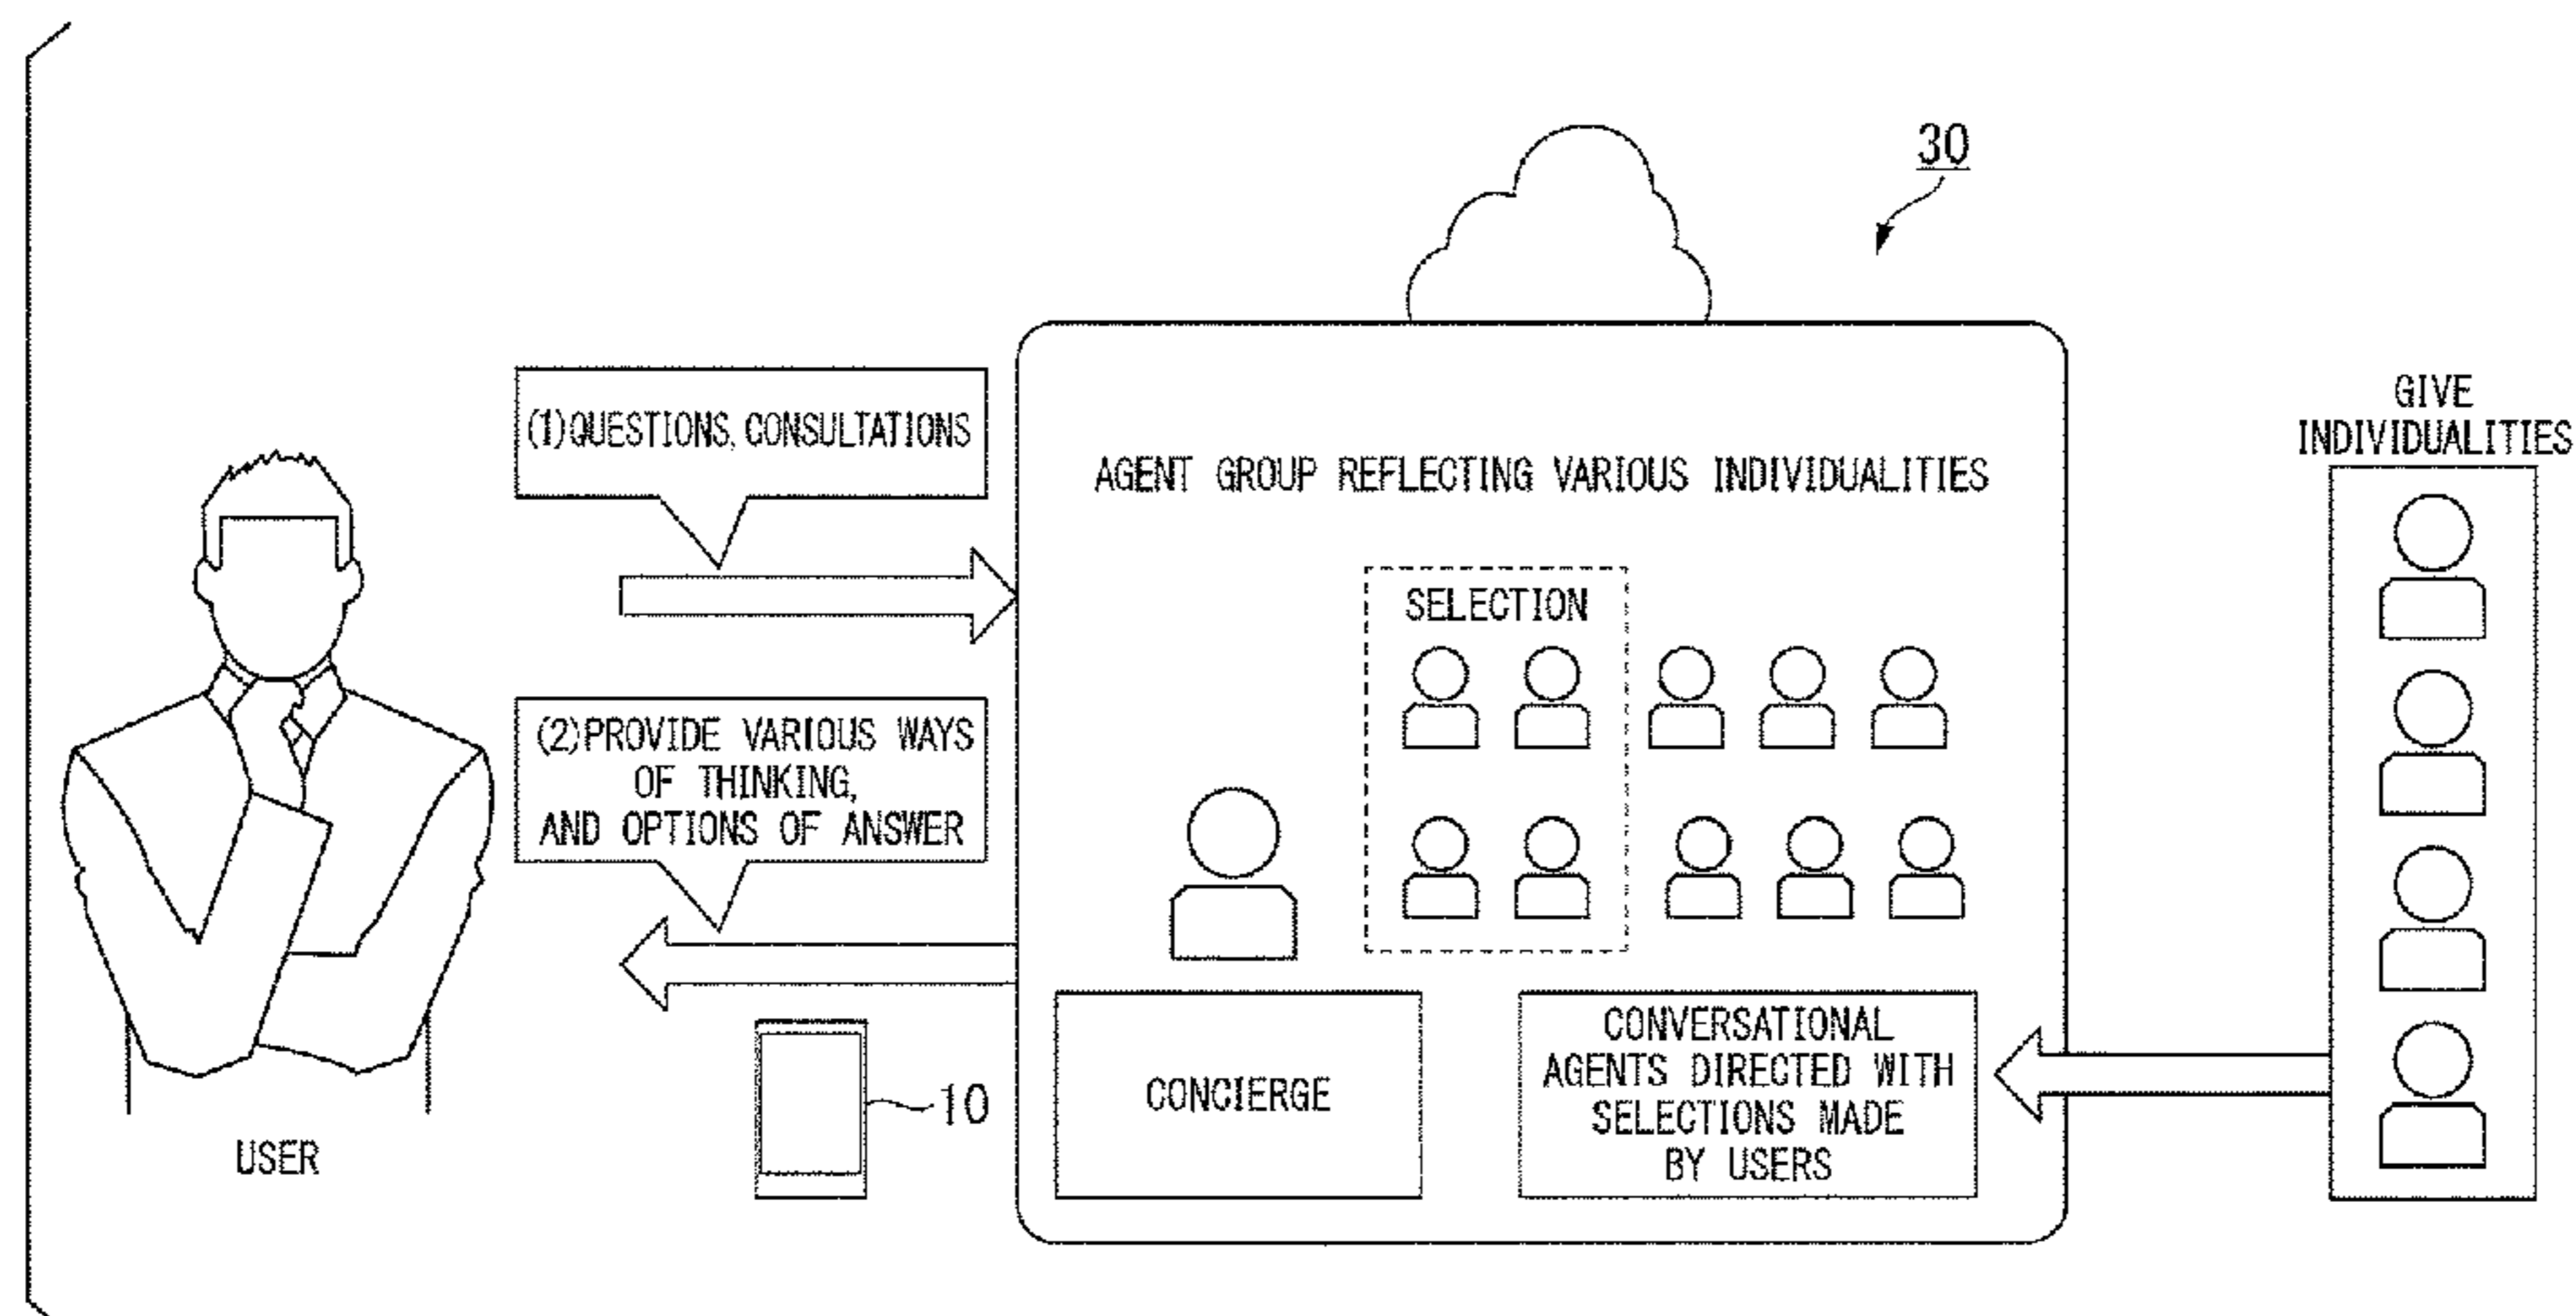 30
(1)QUESTIONS, CONSULTATIONS
GIVE
INDIVIDUALITIES
AGENT GROUP REFLECTING VARIOUS INDIVIDUALITIES
SELECTION
(2)PROVIDE VARIOUS WAYS
OF THINKING,
AND OPTIONS OF ANSWER
CONCIERGE
CONVERSATIONAL
AGENTS DIRECTED WITH
SELECTIONS MADE
BY USERS
10
USER